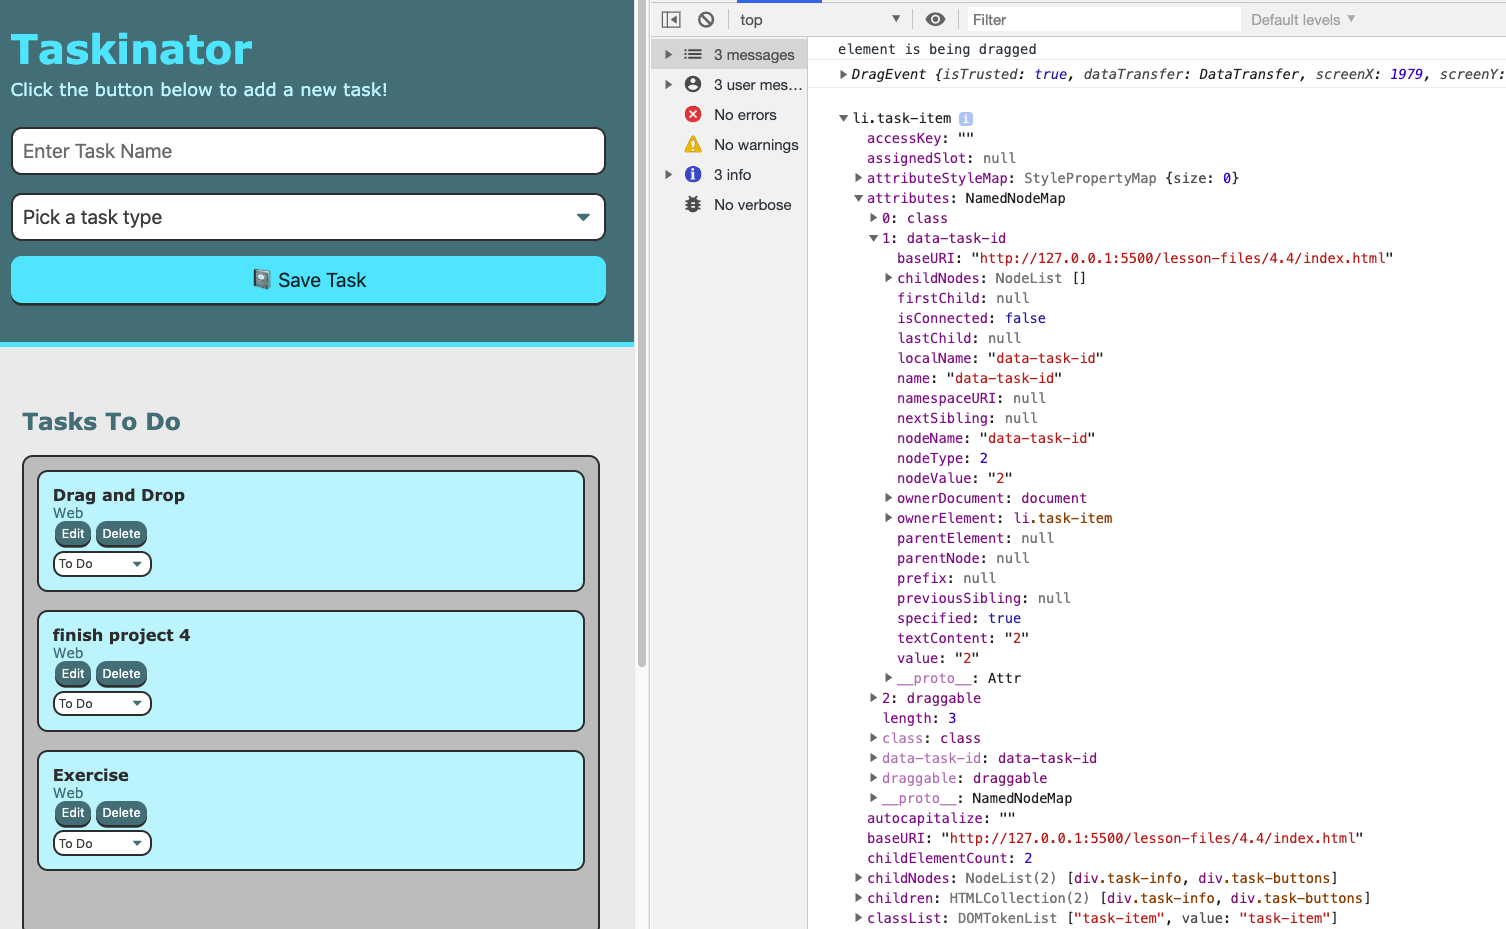 Taskinator
Click the button below to add a new task!
Enter Task Name
Pick a task type
Save Task
Tasks To Do
Drag and Drop
Web
Edit Delete
To Do
finish project 4
Web
Edit Delete
To Do
Exercise
Web
Edit Delete
To Do
top
Filter
Default levels
3 messages
3 user mes...
No errors
No warnings
3 info
No verbose
element is being dragged
DragEvent {isTrusted: true, dataTransfer: DataTransfer, screenX: 1979, screenY:
li.task-item i
accessKey: ""
assignedSlot: null
attributeStyleMap: StylePropertyMap {size: 0}
attributes: NamedNodeMap
0: class
1: data-task-id
baseURI: "http://127.0.0.1:5500/lesson-files/4.4/index.html"
childNodes: NodeList []
firstChild: null
isConnected: false
lastChild: null
localName: "data-task-id"
name: "data-task-id"
namespaceURI: null
nextSibling: null
nodeName: "data-task-id"
nodeType: 2
nodeValue: "2"
ownerDocument: document
ownerElement: li.task-item
parentElement: null
parentNode: null
prefix: null
previousSibling: null
specified: true
textContent: "2"
value: "2"
__proto__: Attr
2: draggable
length: 3
class: class
data-task-id: data-task-id
draggable: draggable
__proto__: NamedNodeMap
autocapitalize: ""
baseURI: "http://127.0.0.1:5500/lesson-files/4.4/index.html"
childElementCount: 2
childNodes: NodeList(2) [div.task-info, div.task-buttons]
children: HTMLCollection(2) [div.task-info, div.task-buttons]
classList: DOMTokenList ["task-item", value: "task-item"]